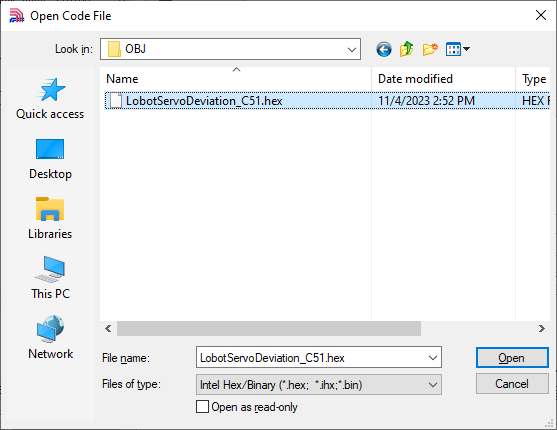 Open Code File
Look in: OBJ
Name Date modified Type
LobotServoDeviation_C51.hex 11/4/2023 2:52 PM HEX F
Quick access
Desktop
Libraries
This PC
Network
File name: LobotServoDeviation_C51.hex Open
Files of type: Intel Hex/Binary (*.hex; *.ihx;*.bin) Cancel
Open as read-only